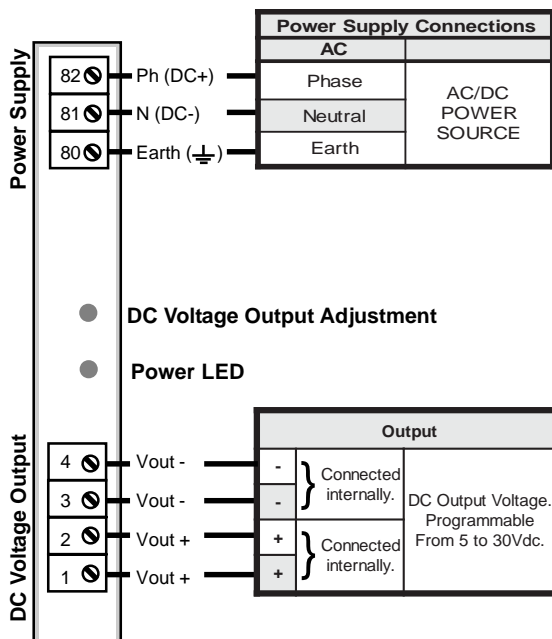 Power Supply Connections
AC
Power Supply
82 Ph (DC+) Phase
81 N (DC-) Neutral
80 Earth (⏚) Earth
AC/DC
POWER
SOURCE
DC Voltage Output Adjustment
Power LED
DC Voltage Output
Output
4 Vout - -
3 Vout - -
} Connected
internally.
2 Vout + +
1 Vout + +
} Connected
internally.
DC Output Voltage.
Programmable
From 5 to 30Vdc.